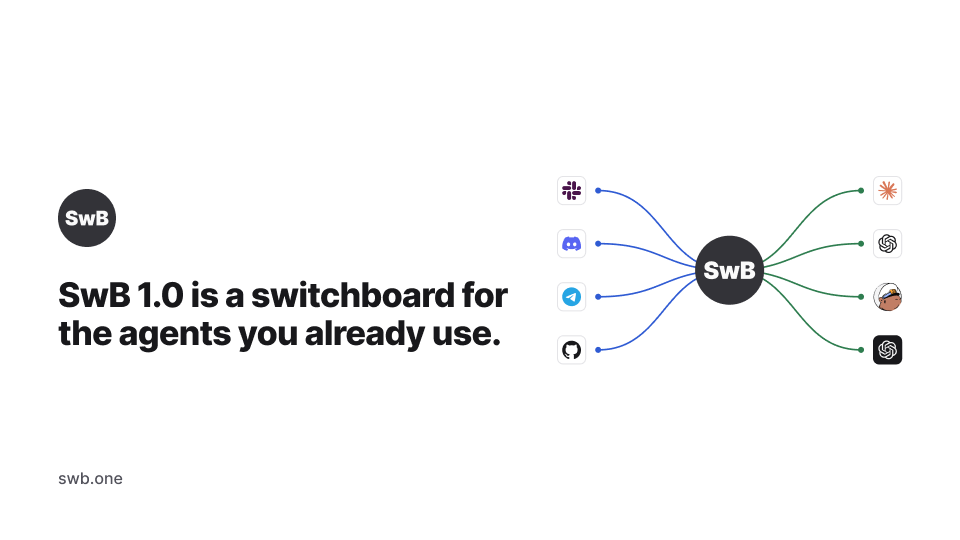 SwB
SwB 1.0 is a switchboard for
the agents you already use.
swb.one
SwB